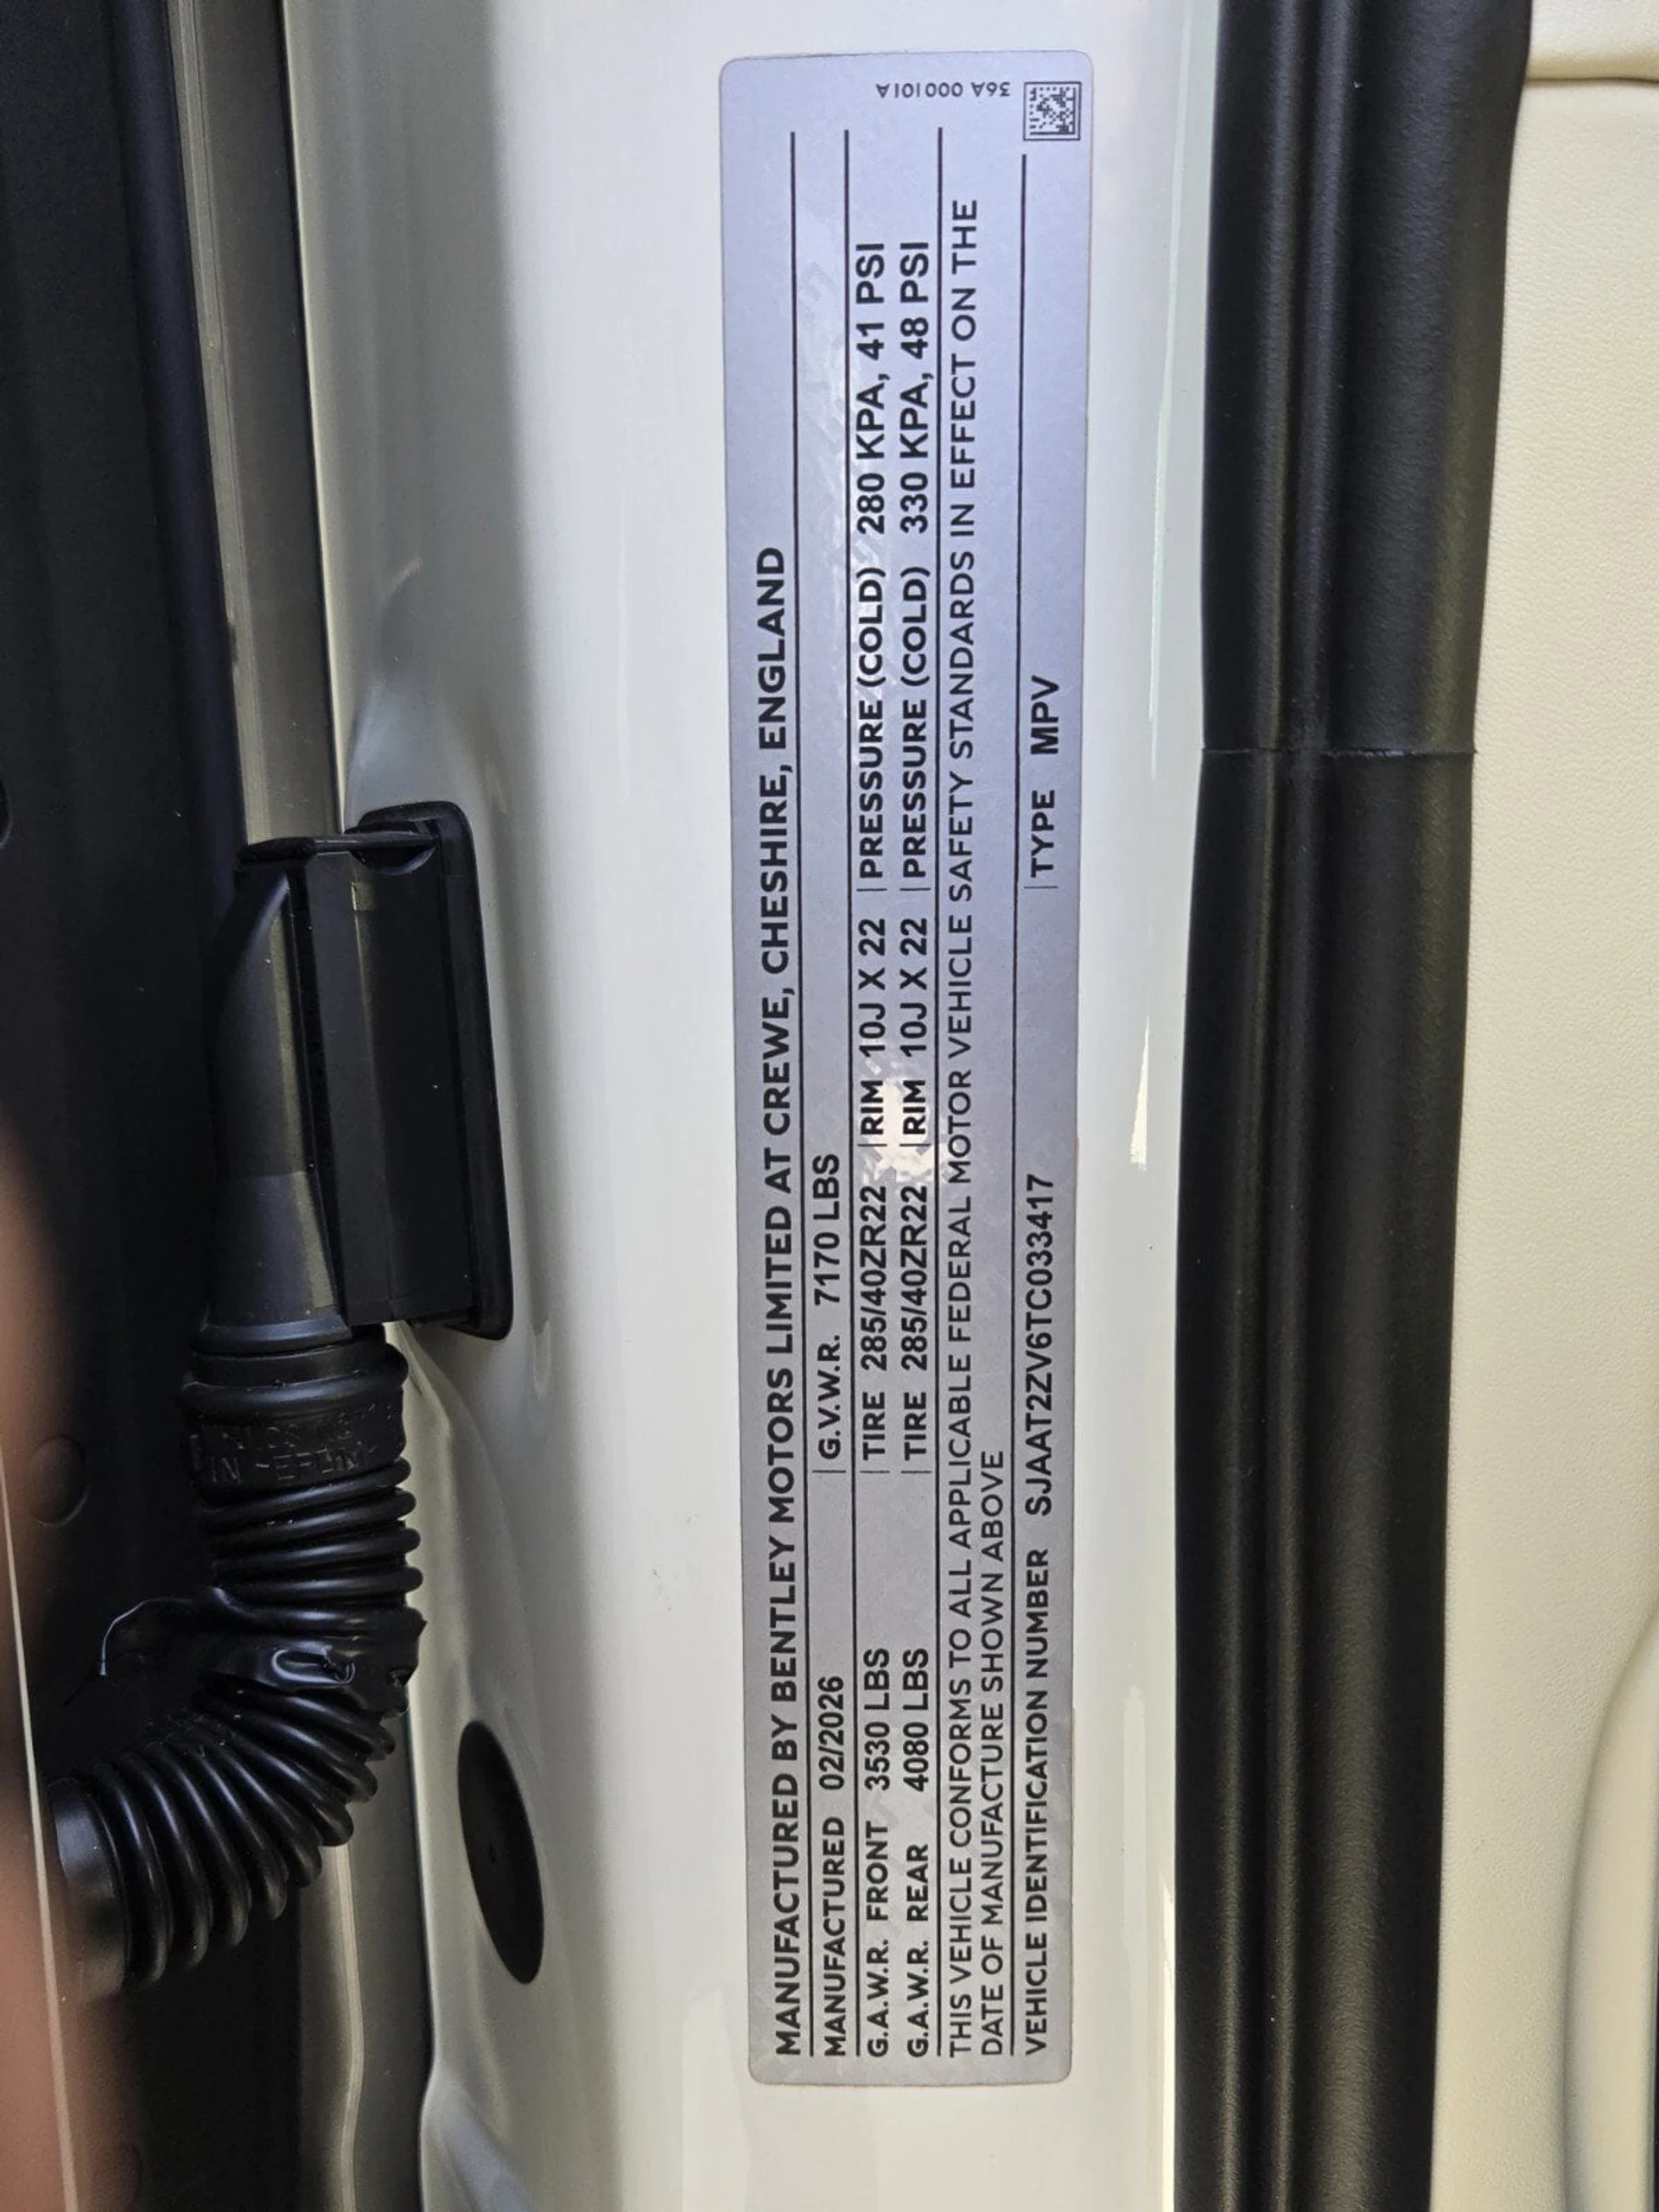 MANUFACTURED BY BENTLEY MOTORS LIMITED AT CREWE, CHESHIRE, ENGLAND
MANUFACTURED 02/2026 G.V.W.R. 7170 LBS
G.A.W.R. FRONT 3530 LBS TIRE 285/40ZR22 RIM 10J X 22 PRESSURE (COLD) 280 KPA, 41 PSI
G.A.W.R. REAR 4080 LBS TIRE 285/40ZR22 RIM 10J X 22 PRESSURE (COLD) 330 KPA, 48 PSI
THIS VEHICLE CONFORMS TO ALL APPLICABLE FEDERAL MOTOR VEHICLE SAFETY STANDARDS IN EFFECT ON THE
DATE OF MANUFACTURE SHOWN ABOVE
VEHICLE IDENTIFICATION NUMBER SJAAT2ZV6TC033417 TYPE MPV
36A 000101A